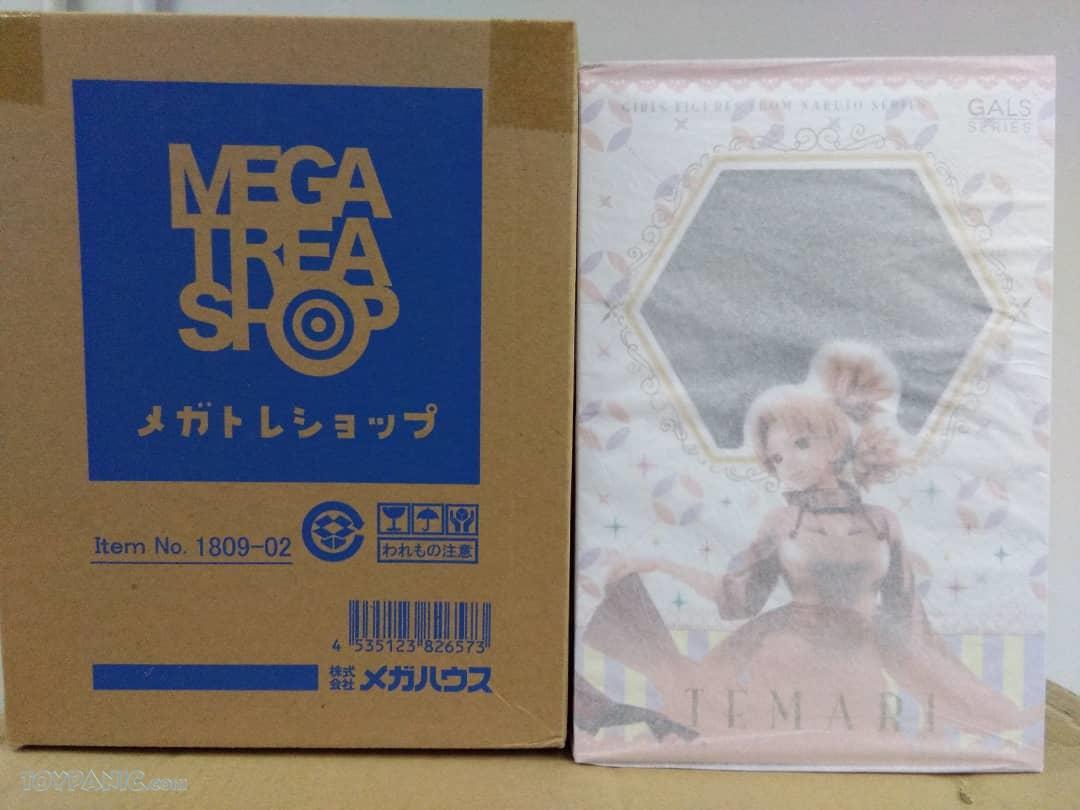 MEGA
TREA
SHOP
メガトレショップ
Item No. 1809-02
われもの注意
4 535123 826573
株式
会社 メガハウス
GIRLS FIGURES FROM NARUTO SERIES
GALS
SERIES
TEMARI
TOYPANIC.com